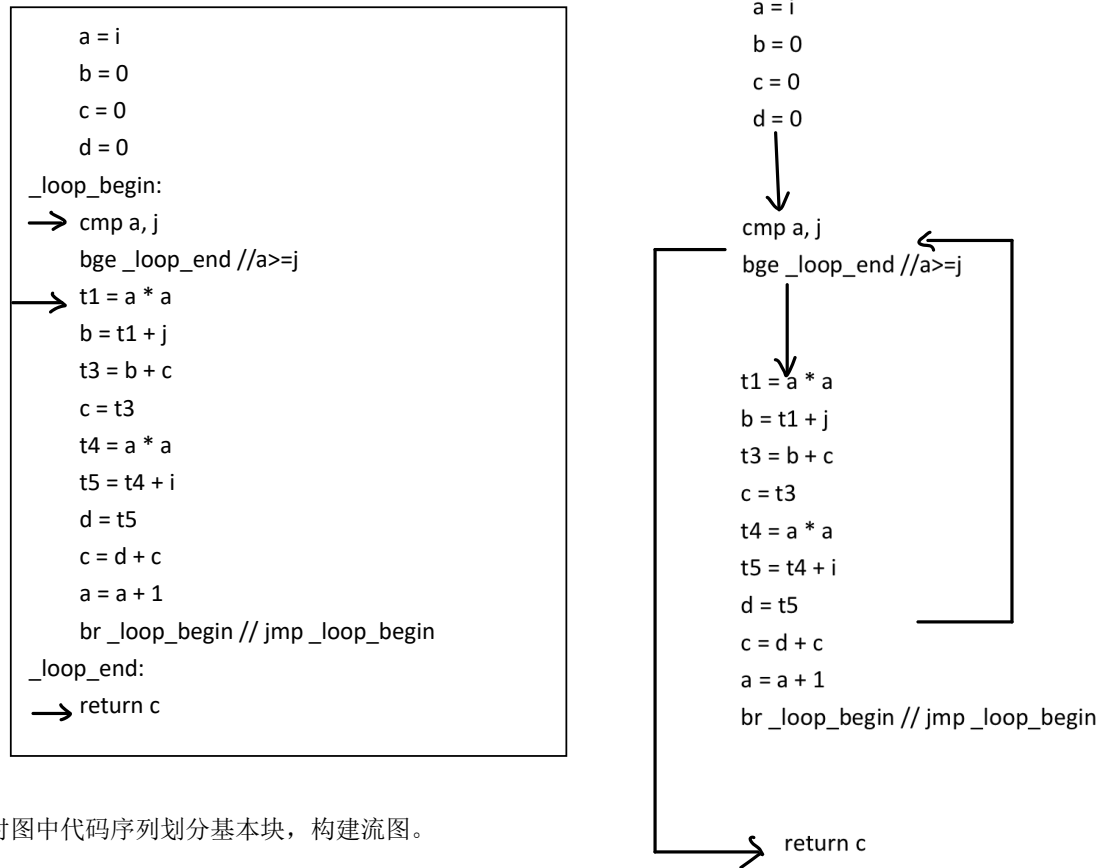 a = i
b = 0
c = 0
d = 0
_loop_begin:
cmp a, j
bge _loop_end //a>=j
t1 = a * a
b = t1 + j
t3 = b + c
c = t3
t4 = a * a
t5 = t4 + i
d = t5
c = d + c
a = a + 1
br _loop_begin // jmp _loop_begin
_loop_end:
return c
对图中代码序列划分基本块，构建流图。
a = i
b = 0
c = 0
d = 0
cmp a, j
bge _loop_end //a>=j
t1 = a * a
b = t1 + j
t3 = b + c
c = t3
t4 = a * a
t5 = t4 + i
d = t5
c = d + c
a = a + 1
br _loop_begin // jmp _loop_begin
return c